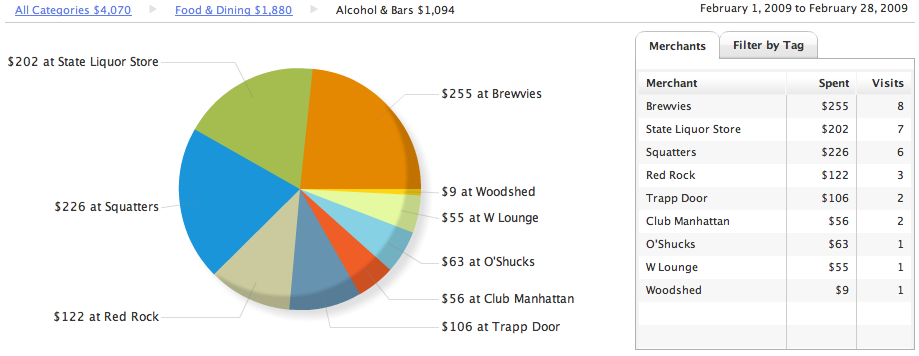 All Categories $4,070 Food & Dining $1,880 Alcohol & Bars $1,094 February 1, 2009 to February 28, 2009
$202 at State Liquor Store
$255 at Brewvies
$9 at Woodshed
$226 at Squatters
$55 at W Lounge
$63 at O'Shucks
$56 at Club Manhattan
$122 at Red Rock
$106 at Trapp Door
Merchants Filter by Tag
Merchant Spent Visits
Brewvies $255 8
State Liquor Store $202 7
Squatters $226 6
Red Rock $122 3
Trapp Door $106 2
Club Manhattan $56 2
O'Shucks $63 1
W Lounge $55 1
Woodshed $9 1